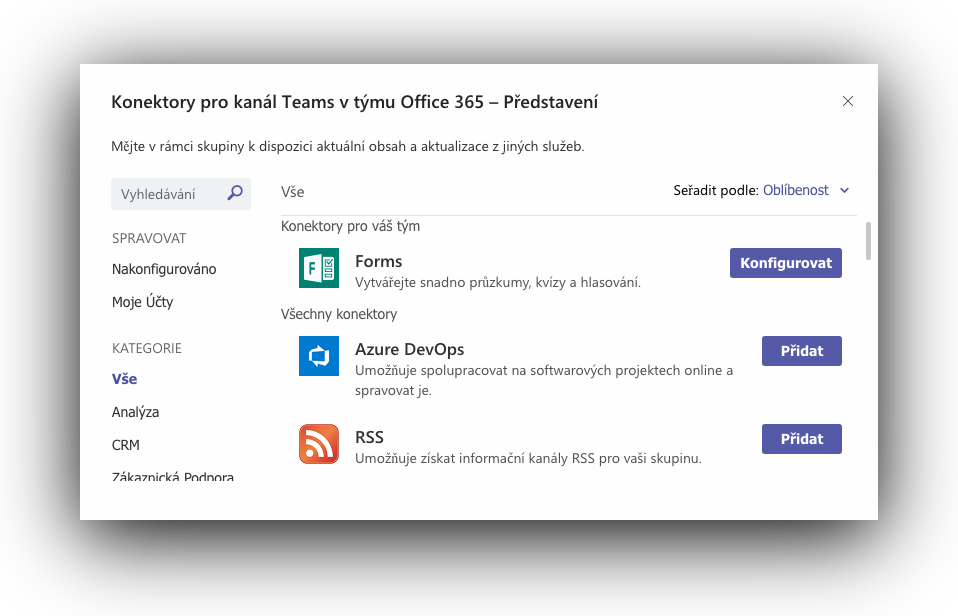 Konektory pro kanál Teams v týmu Office 365 – Představení
Mějte v rámci skupiny k dispozici aktuální obsah a aktualizace z jiných služeb.
Vyhledávání
SPRAVOVAT
Nakonfigurováno
Moje Účty
KATEGORIE
Vše
Analýza
CRM
Zákaznická Podpora
Vše
Seřadit podle: Oblíbenost
Konektory pro váš tým
F
Forms
Vytvářejte snadno průzkumy, kvízy a hlasování.
Konfigurovat
Všechny konektory
Azure DevOps
Umožňuje spolupracovat na softwarových projektech online a
spravovat je.
Přidat
RSS
Umožňuje získat informační kanály RSS pro vaši skupinu.
Přidat